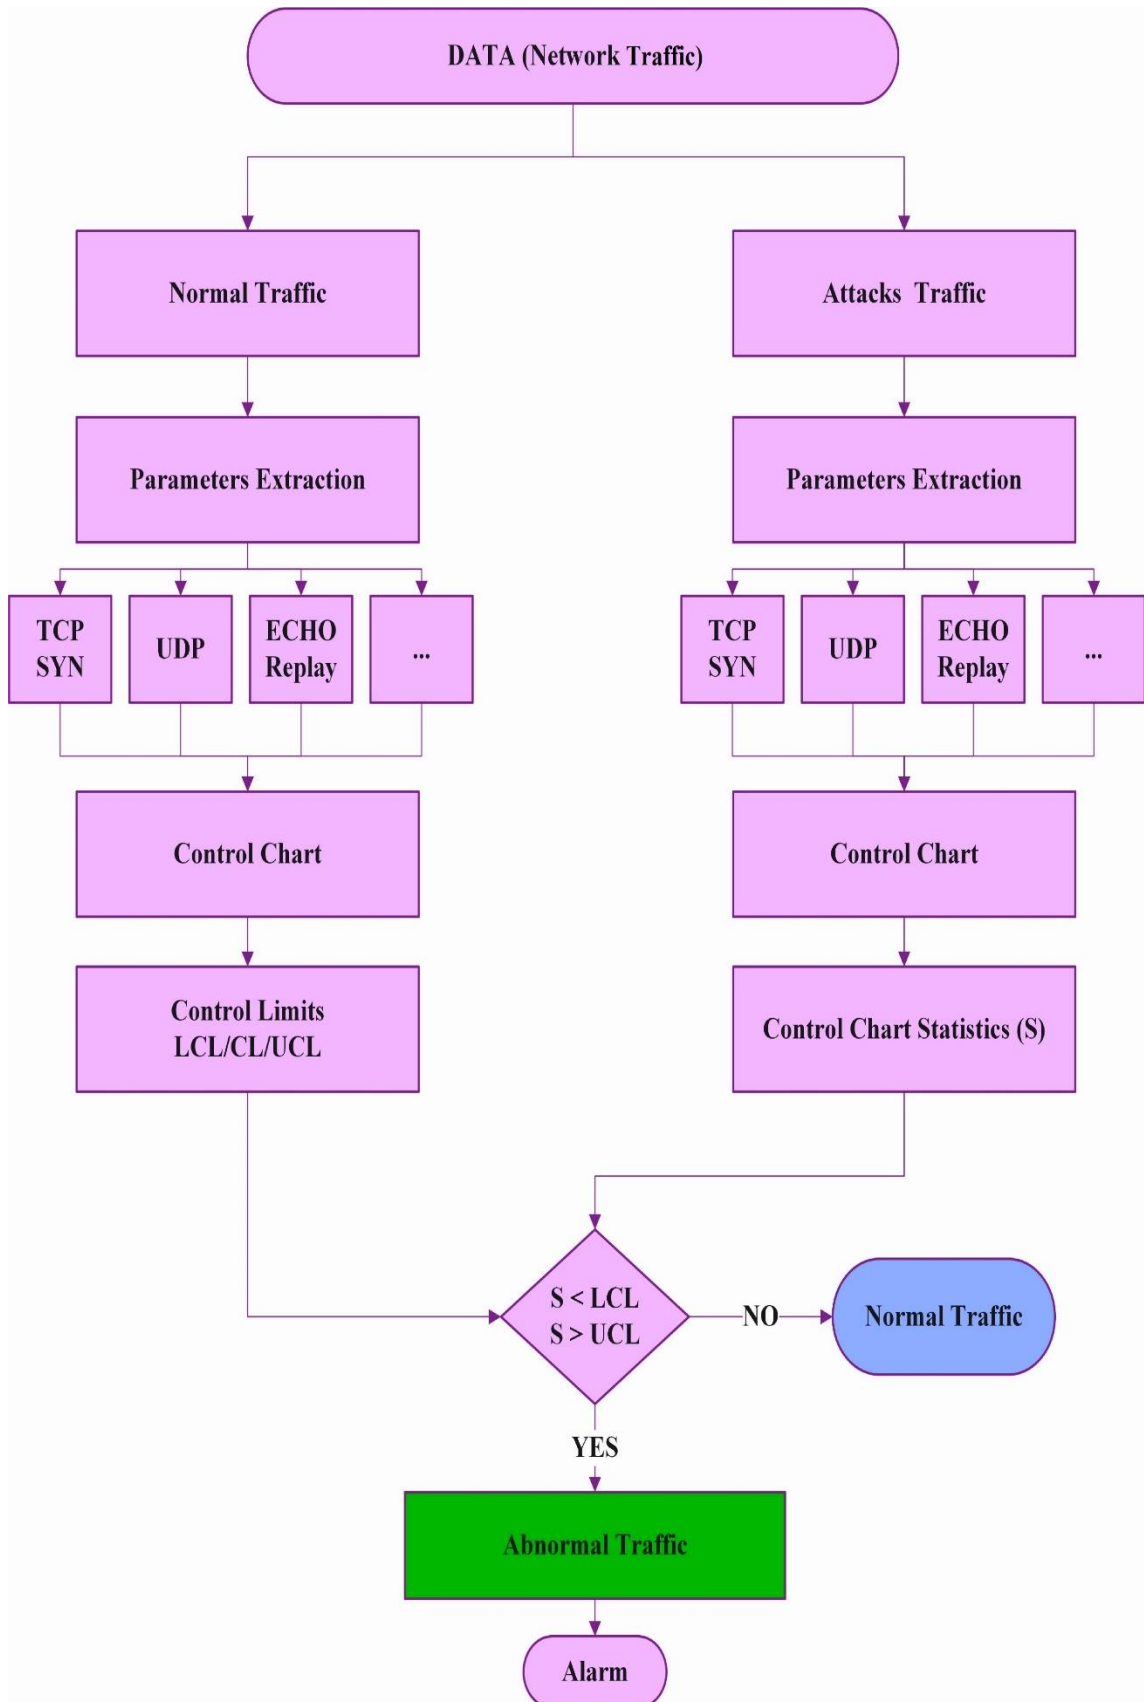 DATA (Network Traffic)
Normal Traffic
Attacks Traffic
Parameters Extraction
Parameters Extraction
TCP
SYN
UDP
ECHO
Replay
...
TCP
SYN
UDP
ECHO
Replay
...
Control Chart
Control Chart
Control Limits
LCL/CL/UCL
Control Chart Statistics (S)
S < LCL
S > UCL
NO
Normal Traffic
YES
Abnormal Traffic
Alarm